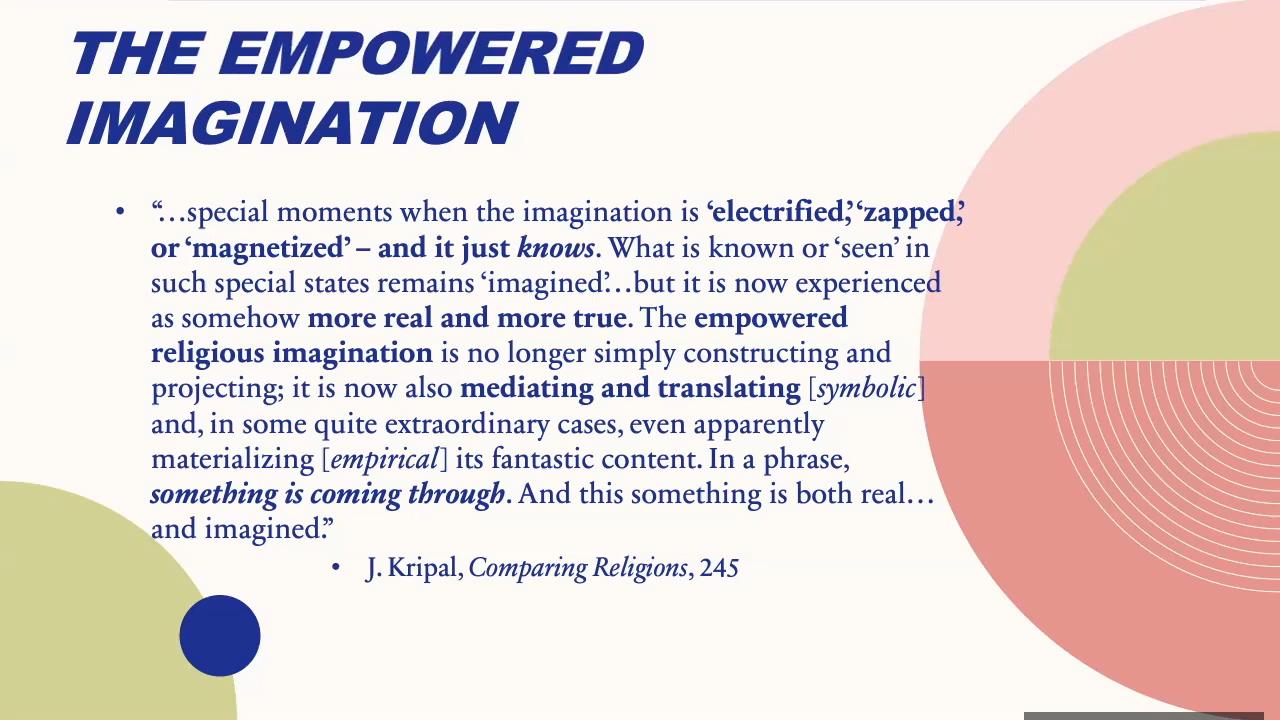 THE EMPOWERED
IMAGINATION
• “…special moments when the imagination is ‘electrified,’ ‘zapped,’
or ‘magnetized’ – and it just knows. What is known or ‘seen’ in
such special states remains ‘imagined’…but it is now experienced
as somehow more real and more true. The empowered
religious imagination is no longer simply constructing and
projecting; it is now also mediating and translating [symbolic]
and, in some quite extraordinary cases, even apparently
materializing [empirical] its fantastic content. In a phrase,
something is coming through. And this something is both real…
and imagined.”
• J. Kripal, Comparing Religions, 245